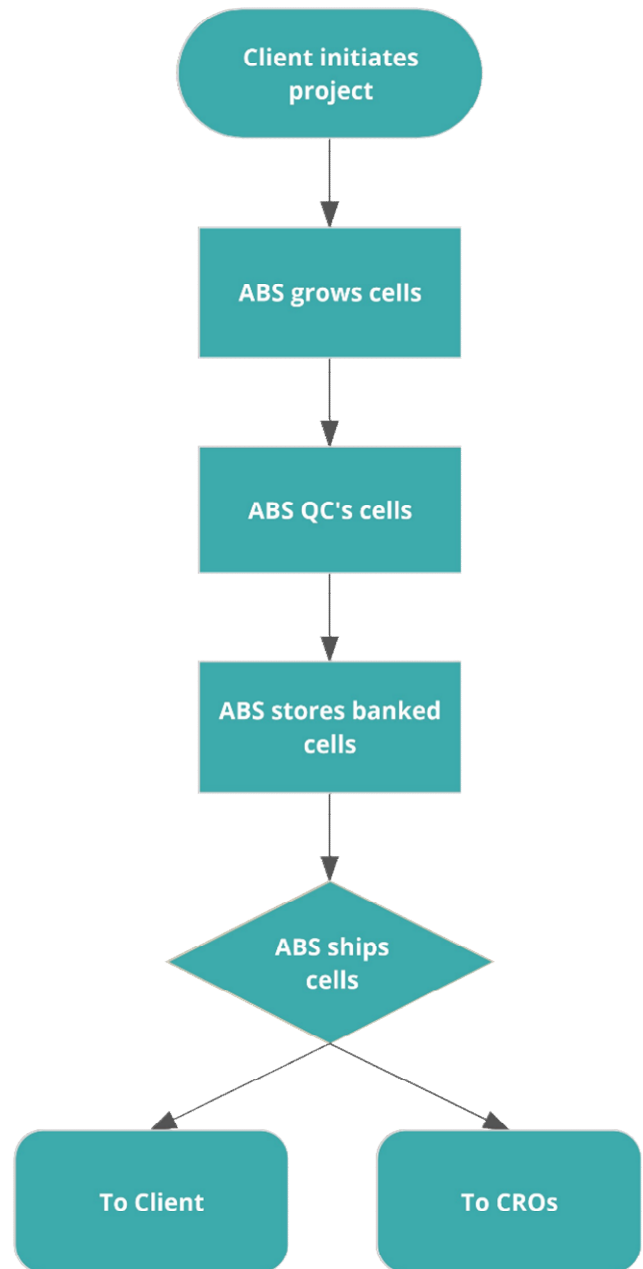 Client initiates
project
ABS grows cells
ABS QC's cells
ABS stores banked
cells
ABS ships
cells
To Client
To CROs